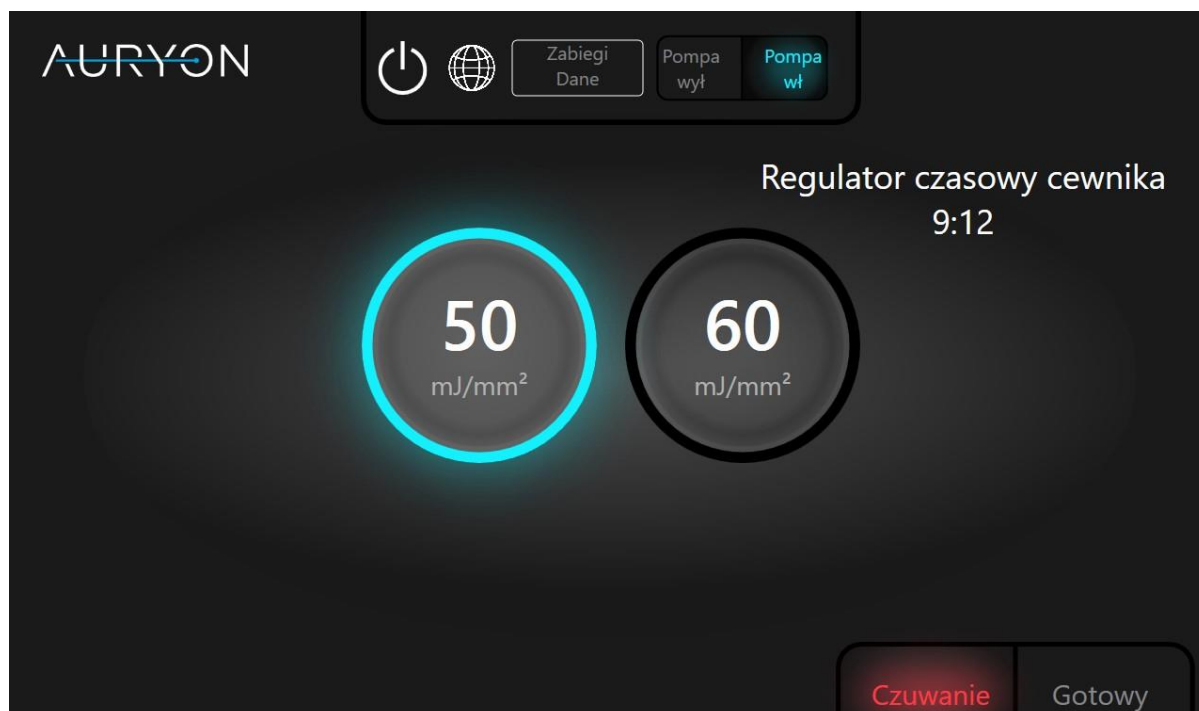 AURYON
Zabiegi
Dane
Pompa
wył
Pompa
wł
Regulator czasowy cewnika
9:12
50
mJ/mm²
60
mJ/mm²
Czuwanie
Gotowy